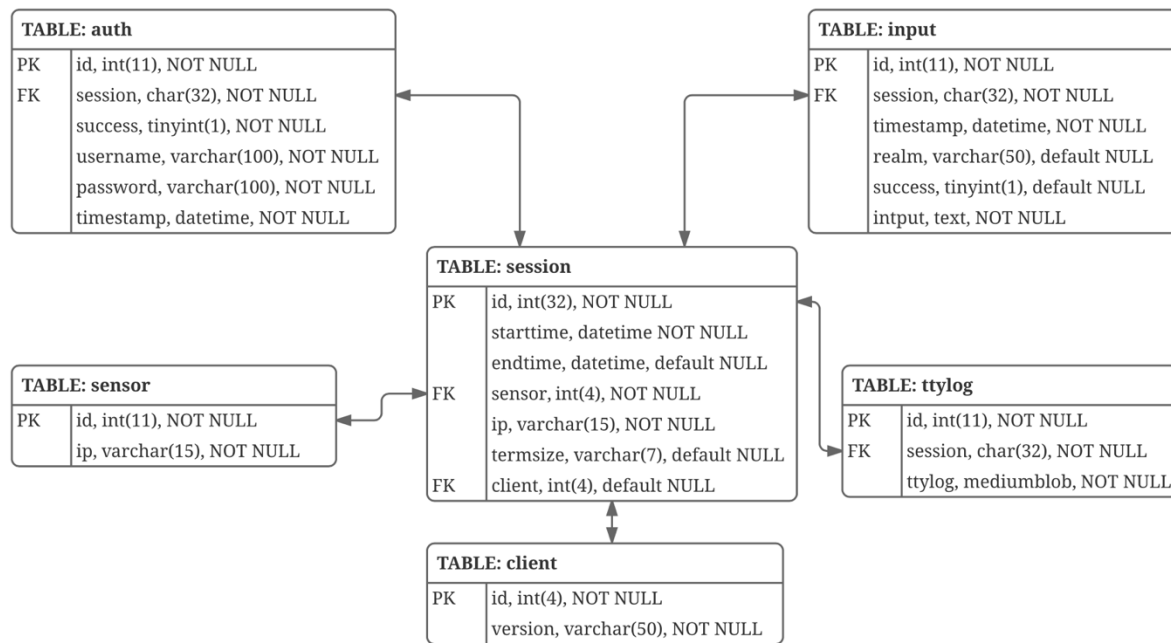 TABLE: auth
PK id, int(11), NOT NULL
FK session, char(32), NOT NULL
success, tinyint(1), NOT NULL
username, varchar(100), NOT NULL
password, varchar(100), NOT NULL
timestamp, datetime, NOT NULL
TABLE: input
PK id, int(11), NOT NULL
FK session, char(32), NOT NULL
timestamp, datetime, NOT NULL
realm, varchar(50), default NULL
success, tinyint(1), default NULL
intput, text, NOT NULL
TABLE: session
PK id, int(32), NOT NULL
starttime, datetime NOT NULL
endtime, datetime, default NULL
FK sensor, int(4), NOT NULL
ip, varchar(15), NOT NULL
termsize, varchar(7), default NULL
FK client, int(4), default NULL
TABLE: sensor
PK id, int(11), NOT NULL
ip, varchar(15), NOT NULL
TABLE: ttylog
PK id, int(11), NOT NULL
FK session, char(32), NOT NULL
ttylog, mediumblob, NOT NULL
TABLE: client
PK id, int(4), NOT NULL
version, varchar(50), NOT NULL